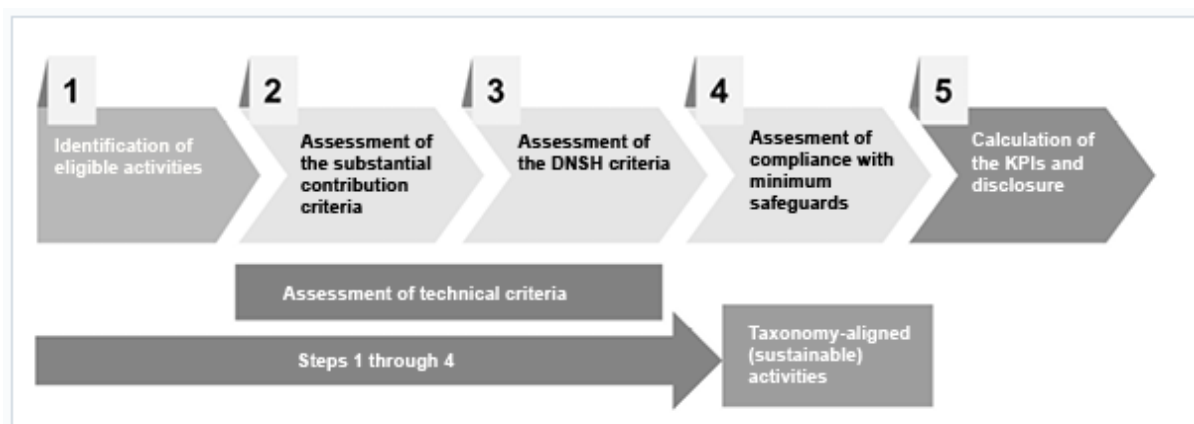 1
Identification of
eligible activities
2
Assessment of
the substantial
contribution
criteria
3
Assessment of
the DNSH criteria
4
Assesment of
compliance with
minimum
safeguards
5
Calculation of
the KPIs and
disclosure
Assessment of technical criteria
Steps 1 through 4
Taxonomy-aligned
(sustainable)
activities